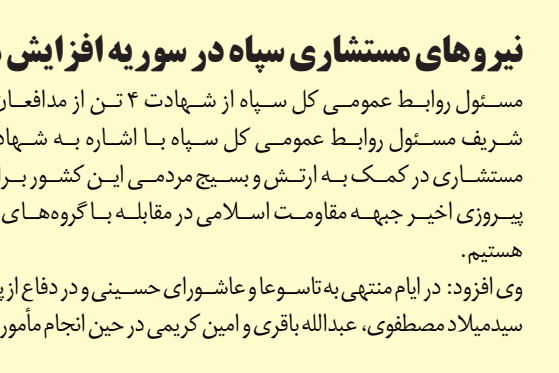 نیروهای مستشاری سپاه در سوریه افزایش
مسئول روابط عمومی کل سپاه از شهادت ۴ تن از مدافعان
شریف مسئول روابط عمومی کل سپاه با اشاره به
مستشاری در کمک به ارتش و بسیج مردمی این کشور
پیروزی اخیر جبهه مقاومت اسلامی در مقابله با گروه‌های
هستیم.
وی افزود: در ایام منتهی به تاسوعا و عاشورای حسینی و در دفاع از
سیدمیلاد مصطفوی، عبدالله باقری و امین کریمی در حین انجام